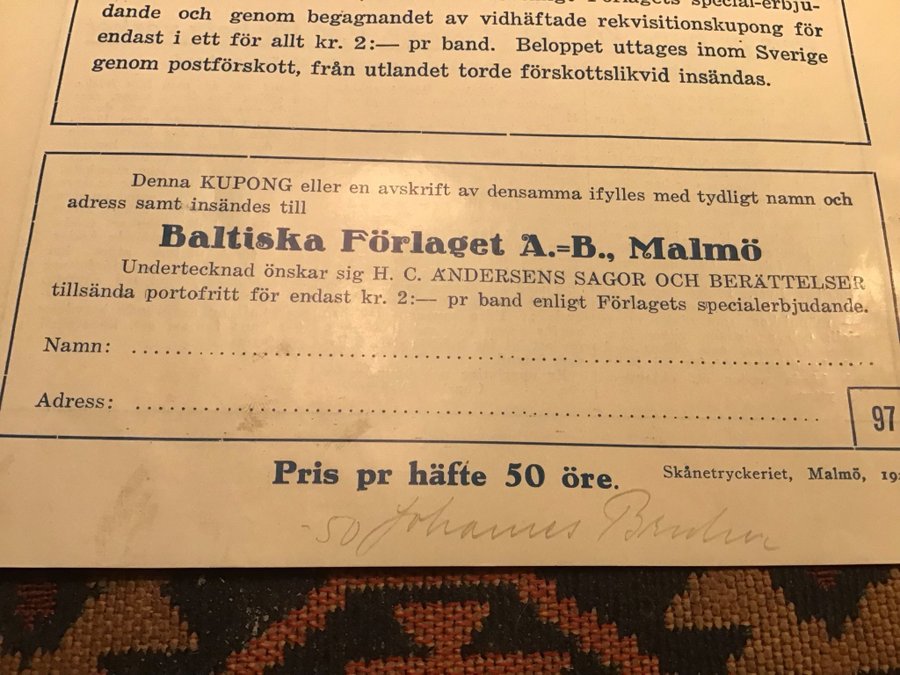 Förlagets special-erbju-
dande och genom begagnandet av vidhäftade rekvisitionskupong för
endast i ett för allt kr. 2:— pr band. Beloppet uttages inom Sverige
genom postförskott, från utlandet torde förskottslikvid insändas.
Denna KUPONG eller en avskrift av densamma ifylles med tydligt namn och
adress samt insändes till
Baltiska Förlaget A.=B., Malmö
Undertecknad önskar sig H. C. ANDERSENS SAGOR OCH BERÄTTELSER
tillsända portofritt för endast kr. 2:— pr band enligt Förlagets specialerbjudande.
Namn:
Adress:
97
Pris pr häfte 50 öre.
Skånetryckeriet, Malmö, 19
-50 Johannes